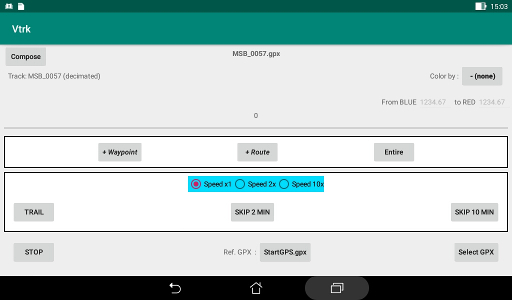 15:03
Vtrk
Compose
MSB_0057.gpx
Track: MSB_0057 (decimated)
Color by :
- (none)
From BLUE 1234.67 to RED 1234.67
0
+ Waypoint
+ Route
Entire
Speed x1 Speed 2x Speed 10x
TRAIL
SKIP 2 MIN
SKIP 10 MIN
STOP
Ref. GPX :
StartGPS.gpx
Select GPX